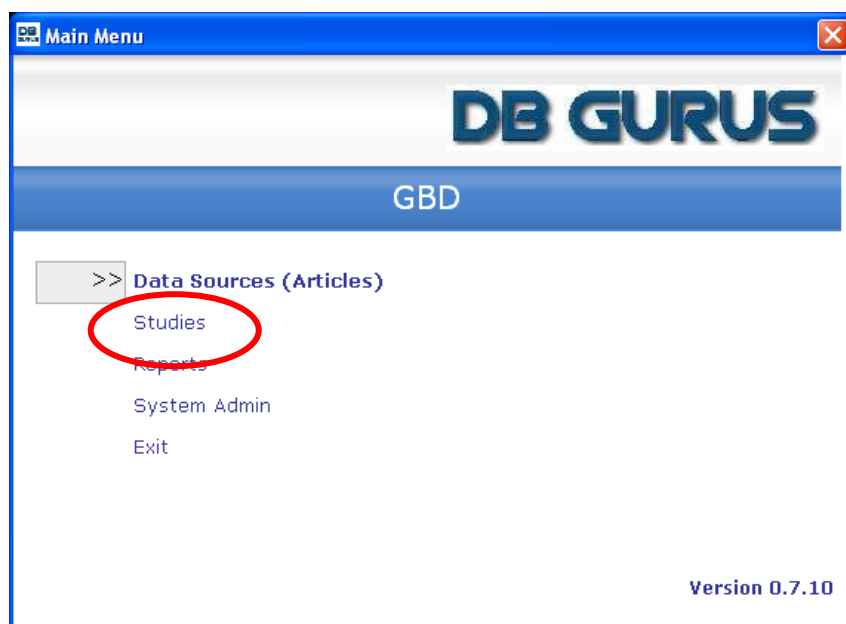 Main Menu
DB GURUS
GBD
>> Data Sources (Articles)
Studies
Reports
System Admin
Exit
Version 0.7.10